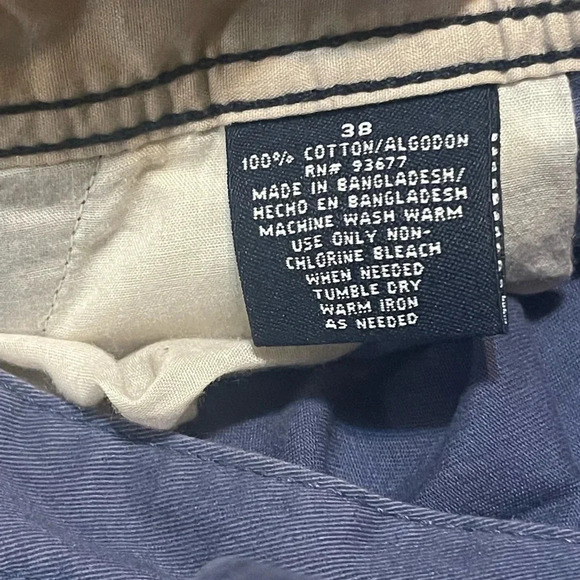 38
100% COTTON/ALGODON
RN# 93677
MADE IN BANGLADESH/
HECHO EN BANGLADESH
MACHINE WASH WARM
USE ONLY NON-
CHLORINE BLEACH
WHEN NEEDED
TUMBLE DRY
WARM IRON
AS NEEDED